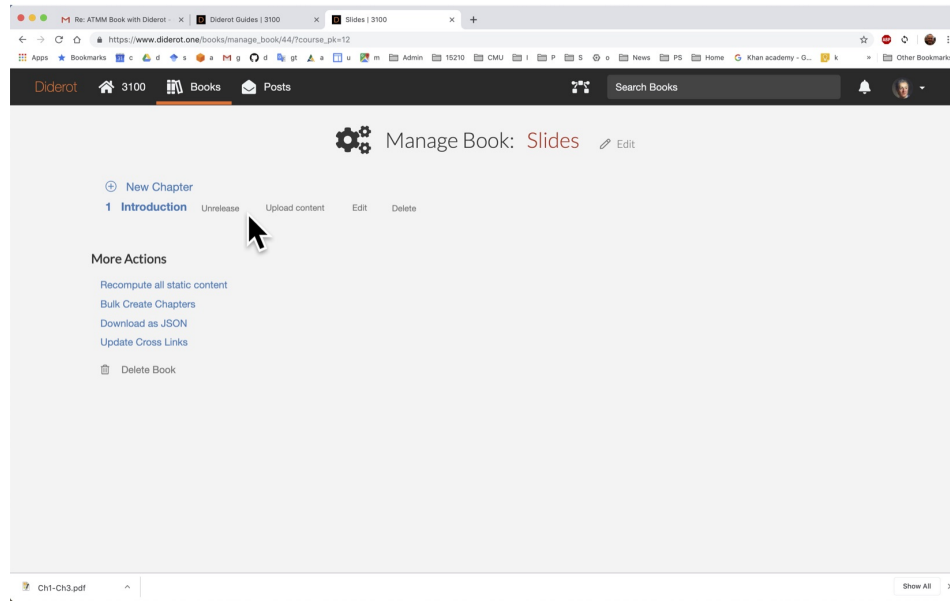 Re: ATMM Book with Diderot -
Diderot Guides | 3100
Slides | 3100
https://www.diderot.one/books/manage_book/44/?course_pk=12
Apps Bookmarks c d s a g d gt a u m Admin 15210 CMU I P S o News PS Home Khan academy - G... k » Other Bookmarks
Diderot 3100 Books Posts Search Books
Manage Book: Slides Edit
New Chapter
1 Introduction Unrelease Upload content Edit Delete
More Actions
Recompute all static content
Bulk Create Chapters
Download as JSON
Update Cross Links
Delete Book
Ch1-Ch3.pdf Show All